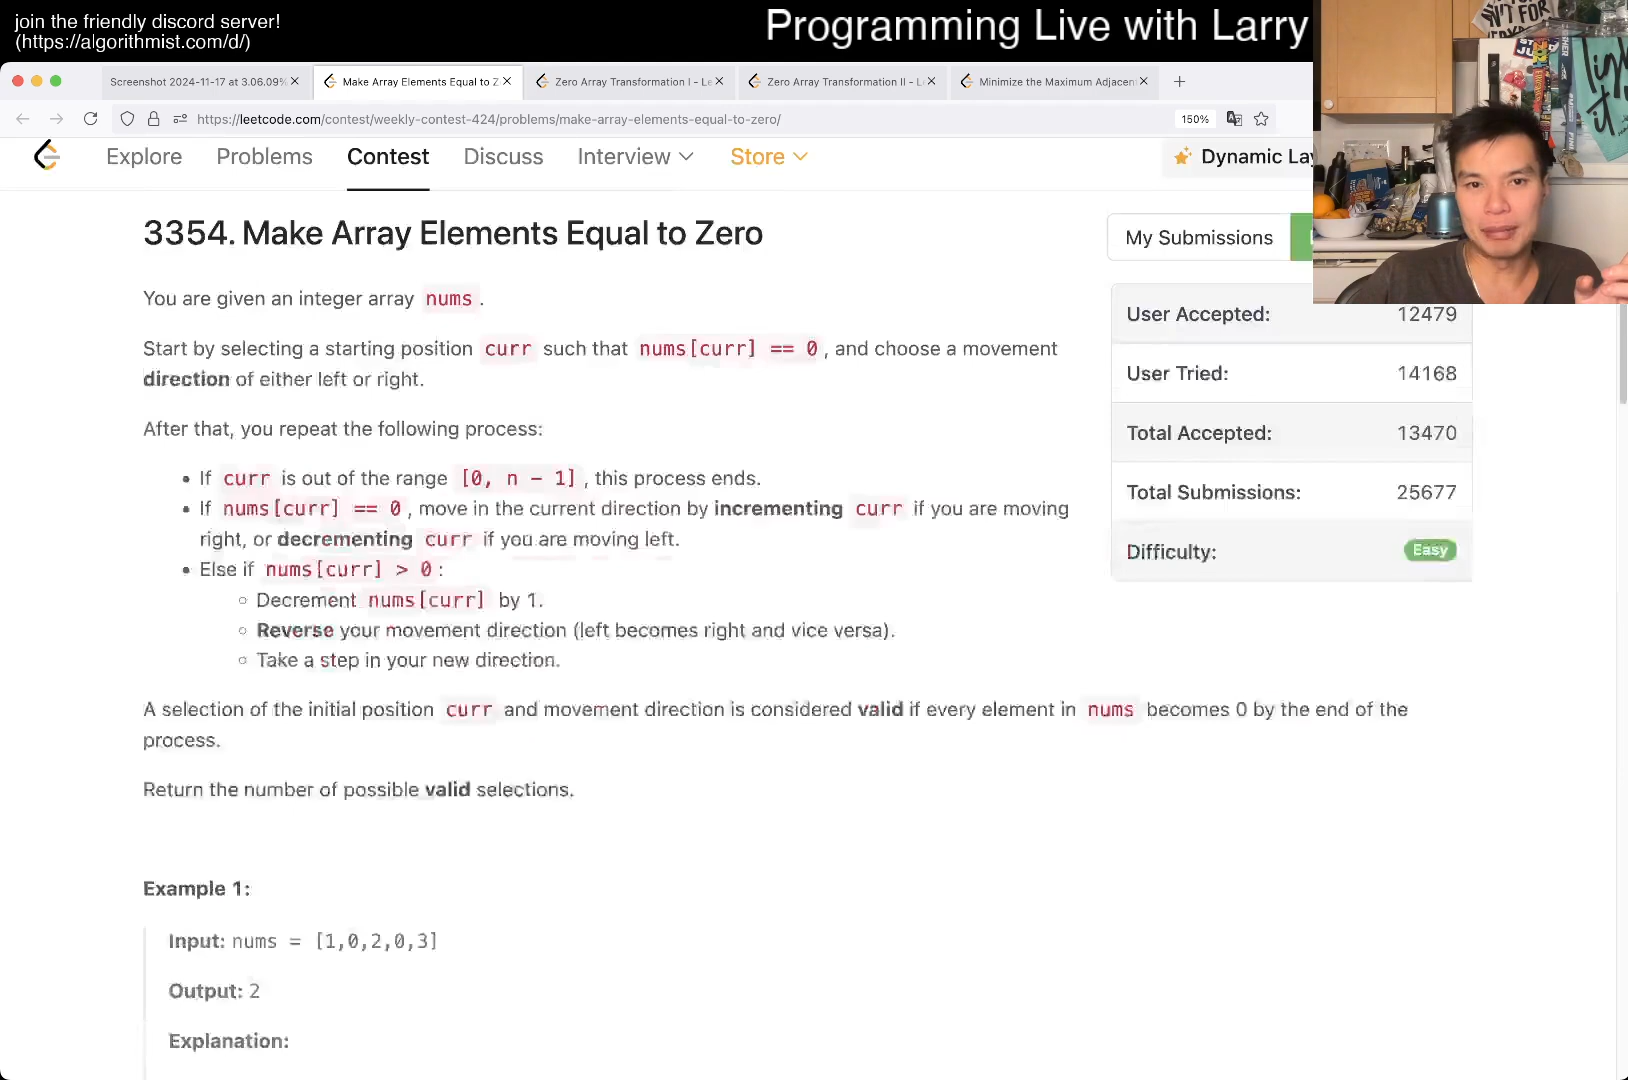 join the friendly discord server!
(https://algorithmist.com/d/)
Programming Live with Larry
Screenshot 2024-11-17 at 3.06.09%
Make Array Elements Equal to Z
Zero Array Transformation I - Le
Zero Array Transformation II - L
Minimize the Maximum Adjacen
https://leetcode.com/contest/weekly-contest-424/problems/make-array-elements-equal-to-zero/
150%
Explore Problems Contest Discuss Interview Store
Dynamic Lay
3354. Make Array Elements Equal to Zero
My Submissions
You are given an integer array nums .
Start by selecting a starting position curr such that nums[curr] == 0 , and choose a movement
direction of either left or right.
After that, you repeat the following process:
• If curr is out of the range [0, n - 1] , this process ends.
• If nums[curr] == 0 , move in the current direction by incrementing curr if you are moving
right, or decrementing curr if you are moving left.
• Else if nums[curr] > 0 :
◦ Decrement nums[curr] by 1.
◦ Reverse your movement direction (left becomes right and vice versa).
◦ Take a step in your new direction.
A selection of the initial position curr and movement direction is considered valid if every element in nums becomes 0 by the end of the
process.
Return the number of possible valid selections.
User Accepted: 12479
User Tried: 14168
Total Accepted: 13470
Total Submissions: 25677
Difficulty: Easy
Example 1:
Input: nums = [1,0,2,0,3]
Output: 2
Explanation: